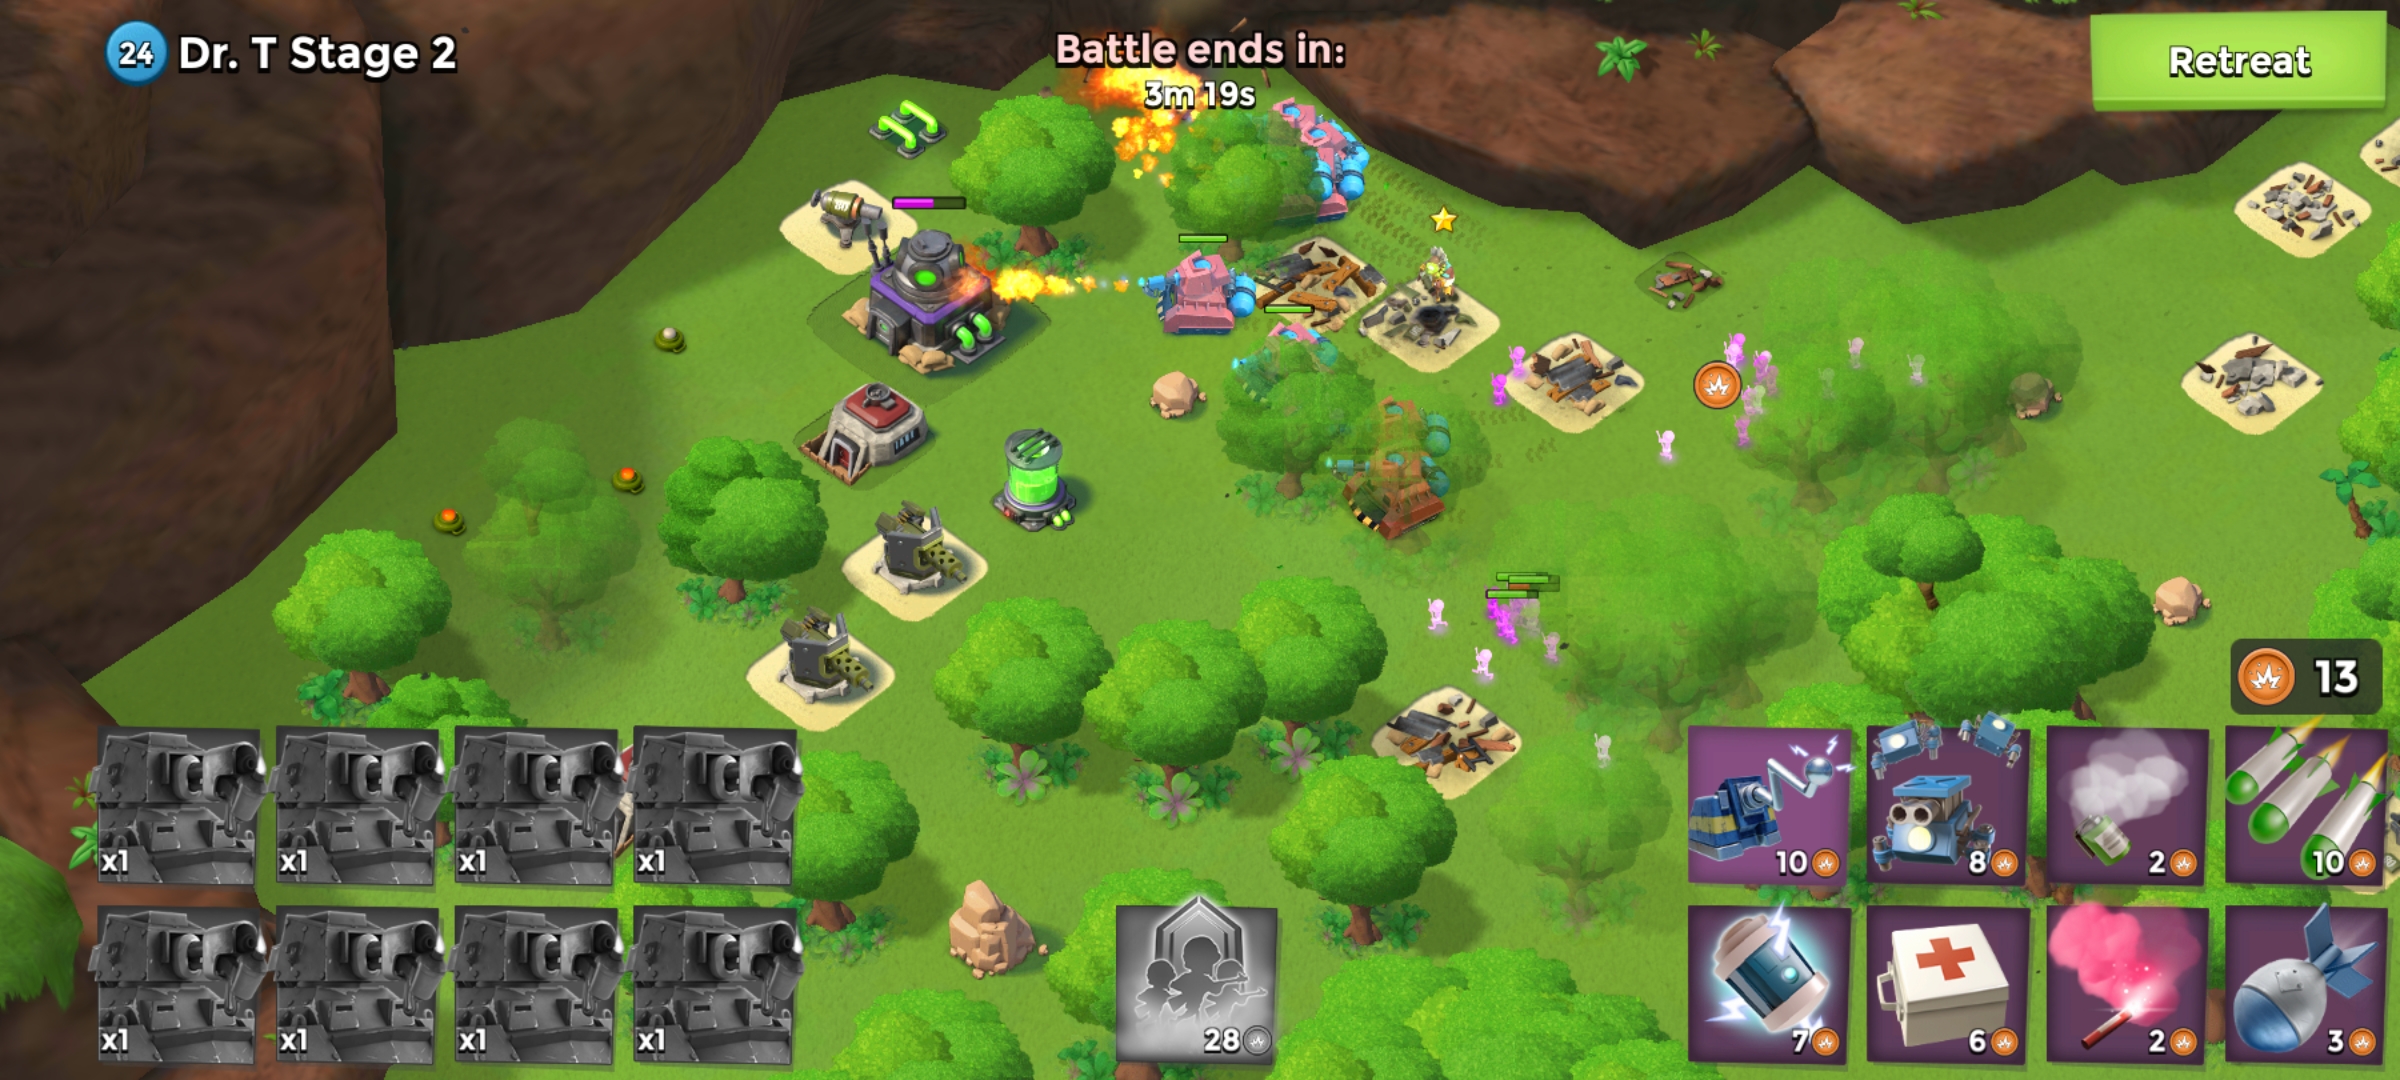 24 Dr. T Stage 2
Battle ends in:
3m 19s
Retreat
13
x1 x1 x1 x1
10 8 2 10
x1 x1 x1 x1
28
7 6 2 3